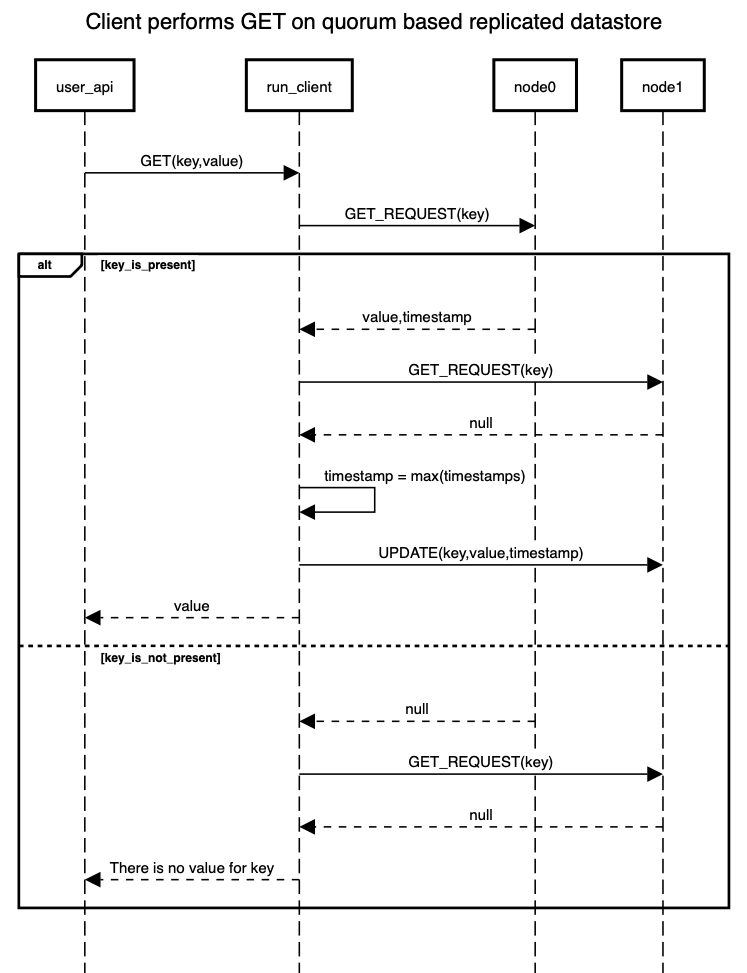 Client performs GET on quorum based replicated datastore
user_api
run_client
node0
node1
GET(key,value)
GET_REQUEST(key)
alt
[key_is_present]
value,timestamp
GET_REQUEST(key)
null
timestamp = max(timestamps)
UPDATE(key,value,timestamp)
value
[key_is_not_present]
null
GET_REQUEST(key)
null
There is no value for key